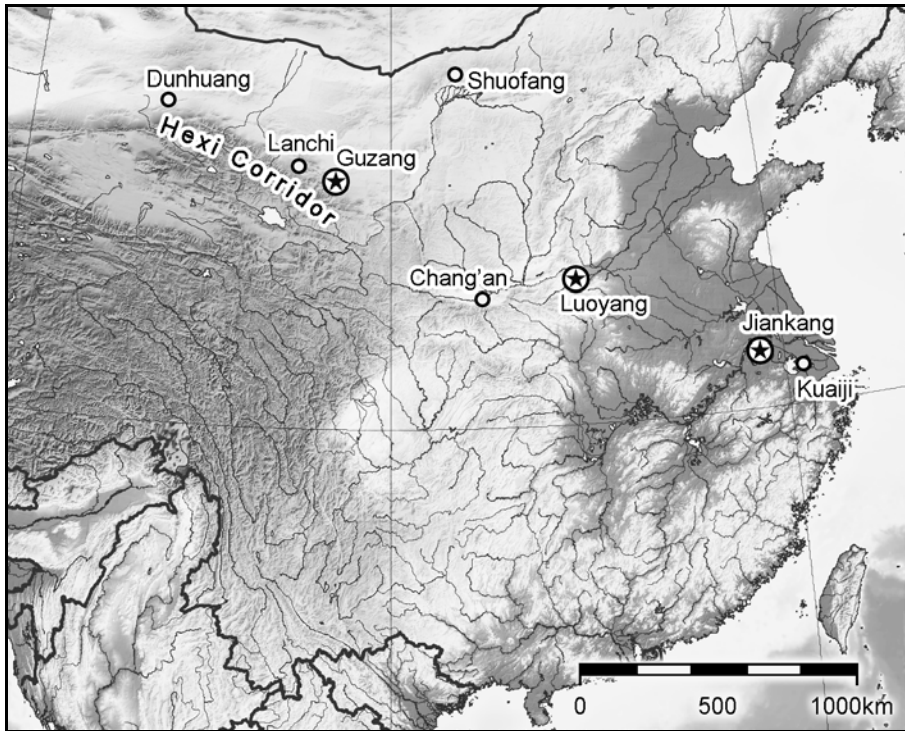 Dunhuang
Shuofang
Lanchi
Guzang
Hexi Corridor
Chang'an
Luoyang
Jiankang
Kuaiji
0 500 1000km